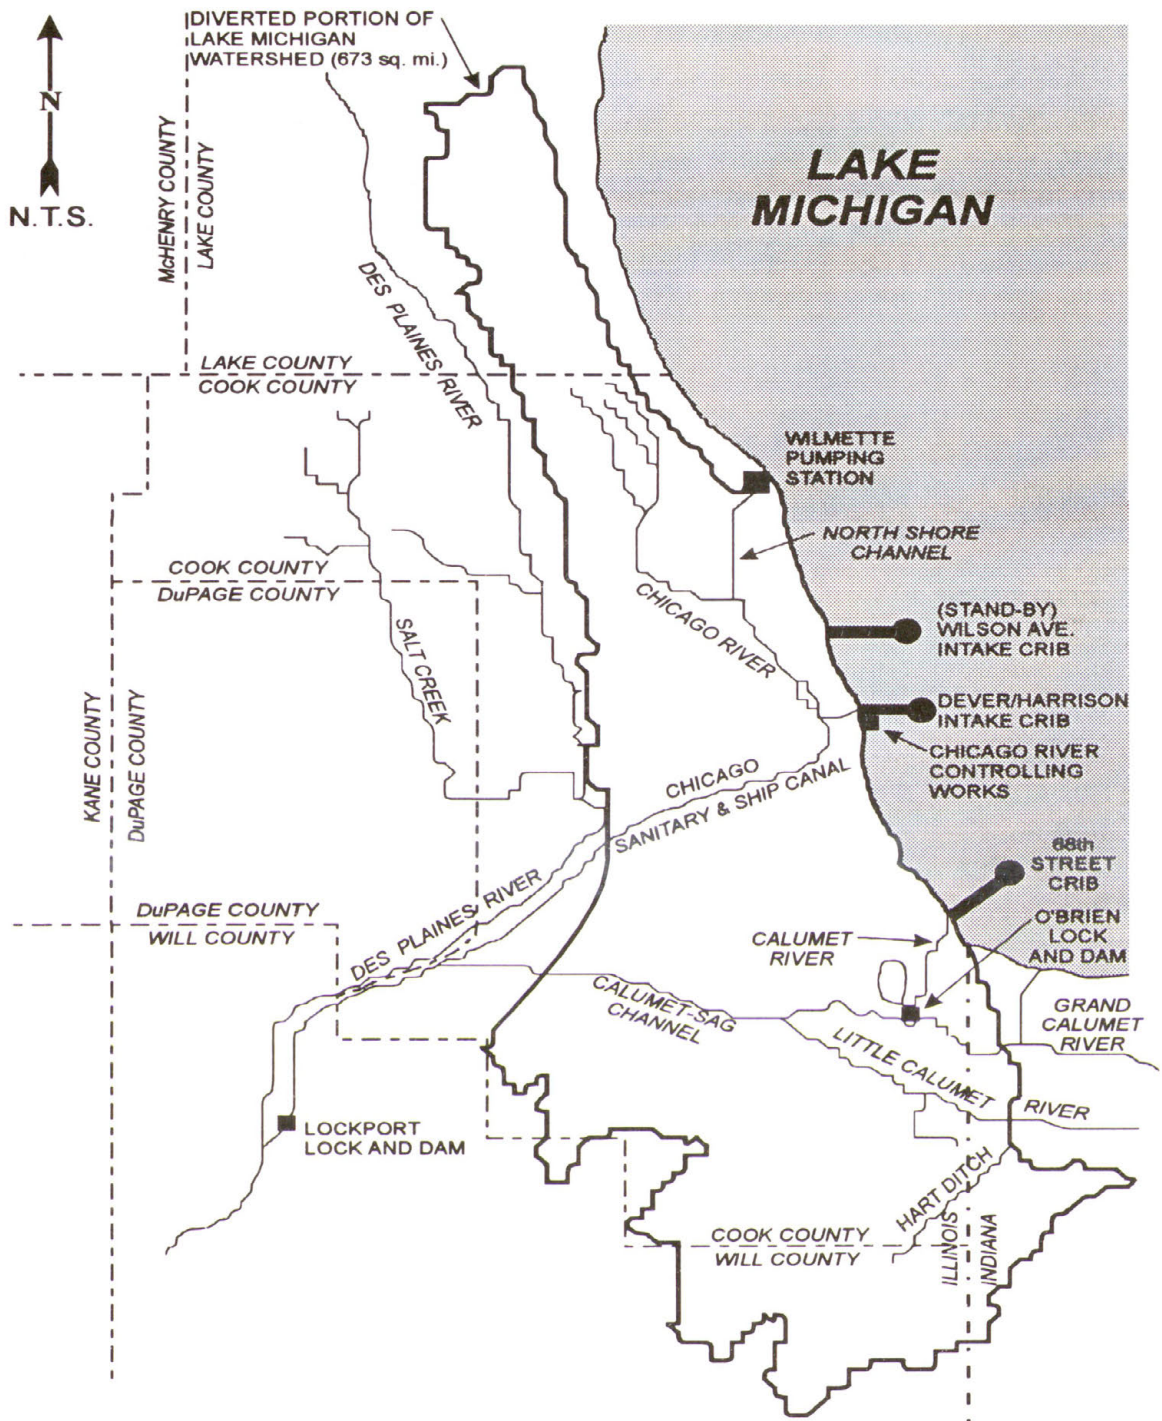 DIVERTED PORTION OF
LAKE MICHIGAN
WATERSHED (673 sq. mi.)
N
N.T.S.
McHENRY COUNTY
LAKE COUNTY
LAKE
MICHIGAN
DES PLAINES RIVER
LAKE COUNTY
COOK COUNTY
WILMETTE
PUMPING
STATION
NORTH SHORE
CHANNEL
COOK COUNTY
DuPAGE COUNTY
CHICAGO RIVER
(STAND-BY)
WILSON AVE.
INTAKE CRIB
SALT CREEK
KANE COUNTY
DuPAGE COUNTY
DEVER/HARRISON
INTAKE CRIB
CHICAGO RIVER
CONTROLLING
WORKS
CHICAGO
SANITARY & SHIP CANAL
68th
STREET
CRIB
DuPAGE COUNTY
WILL COUNTY
DES PLAINES RIVER
CALUMET
RIVER
O'BRIEN
LOCK
AND DAM
CALUMET-SAG
CHANNEL
GRAND
CALUMET
RIVER
LITTLE CALUMET
RIVER
LOCKPORT
LOCK AND DAM
HART DITCH
COOK COUNTY
WILL COUNTY
ILLINOIS
INDIANA